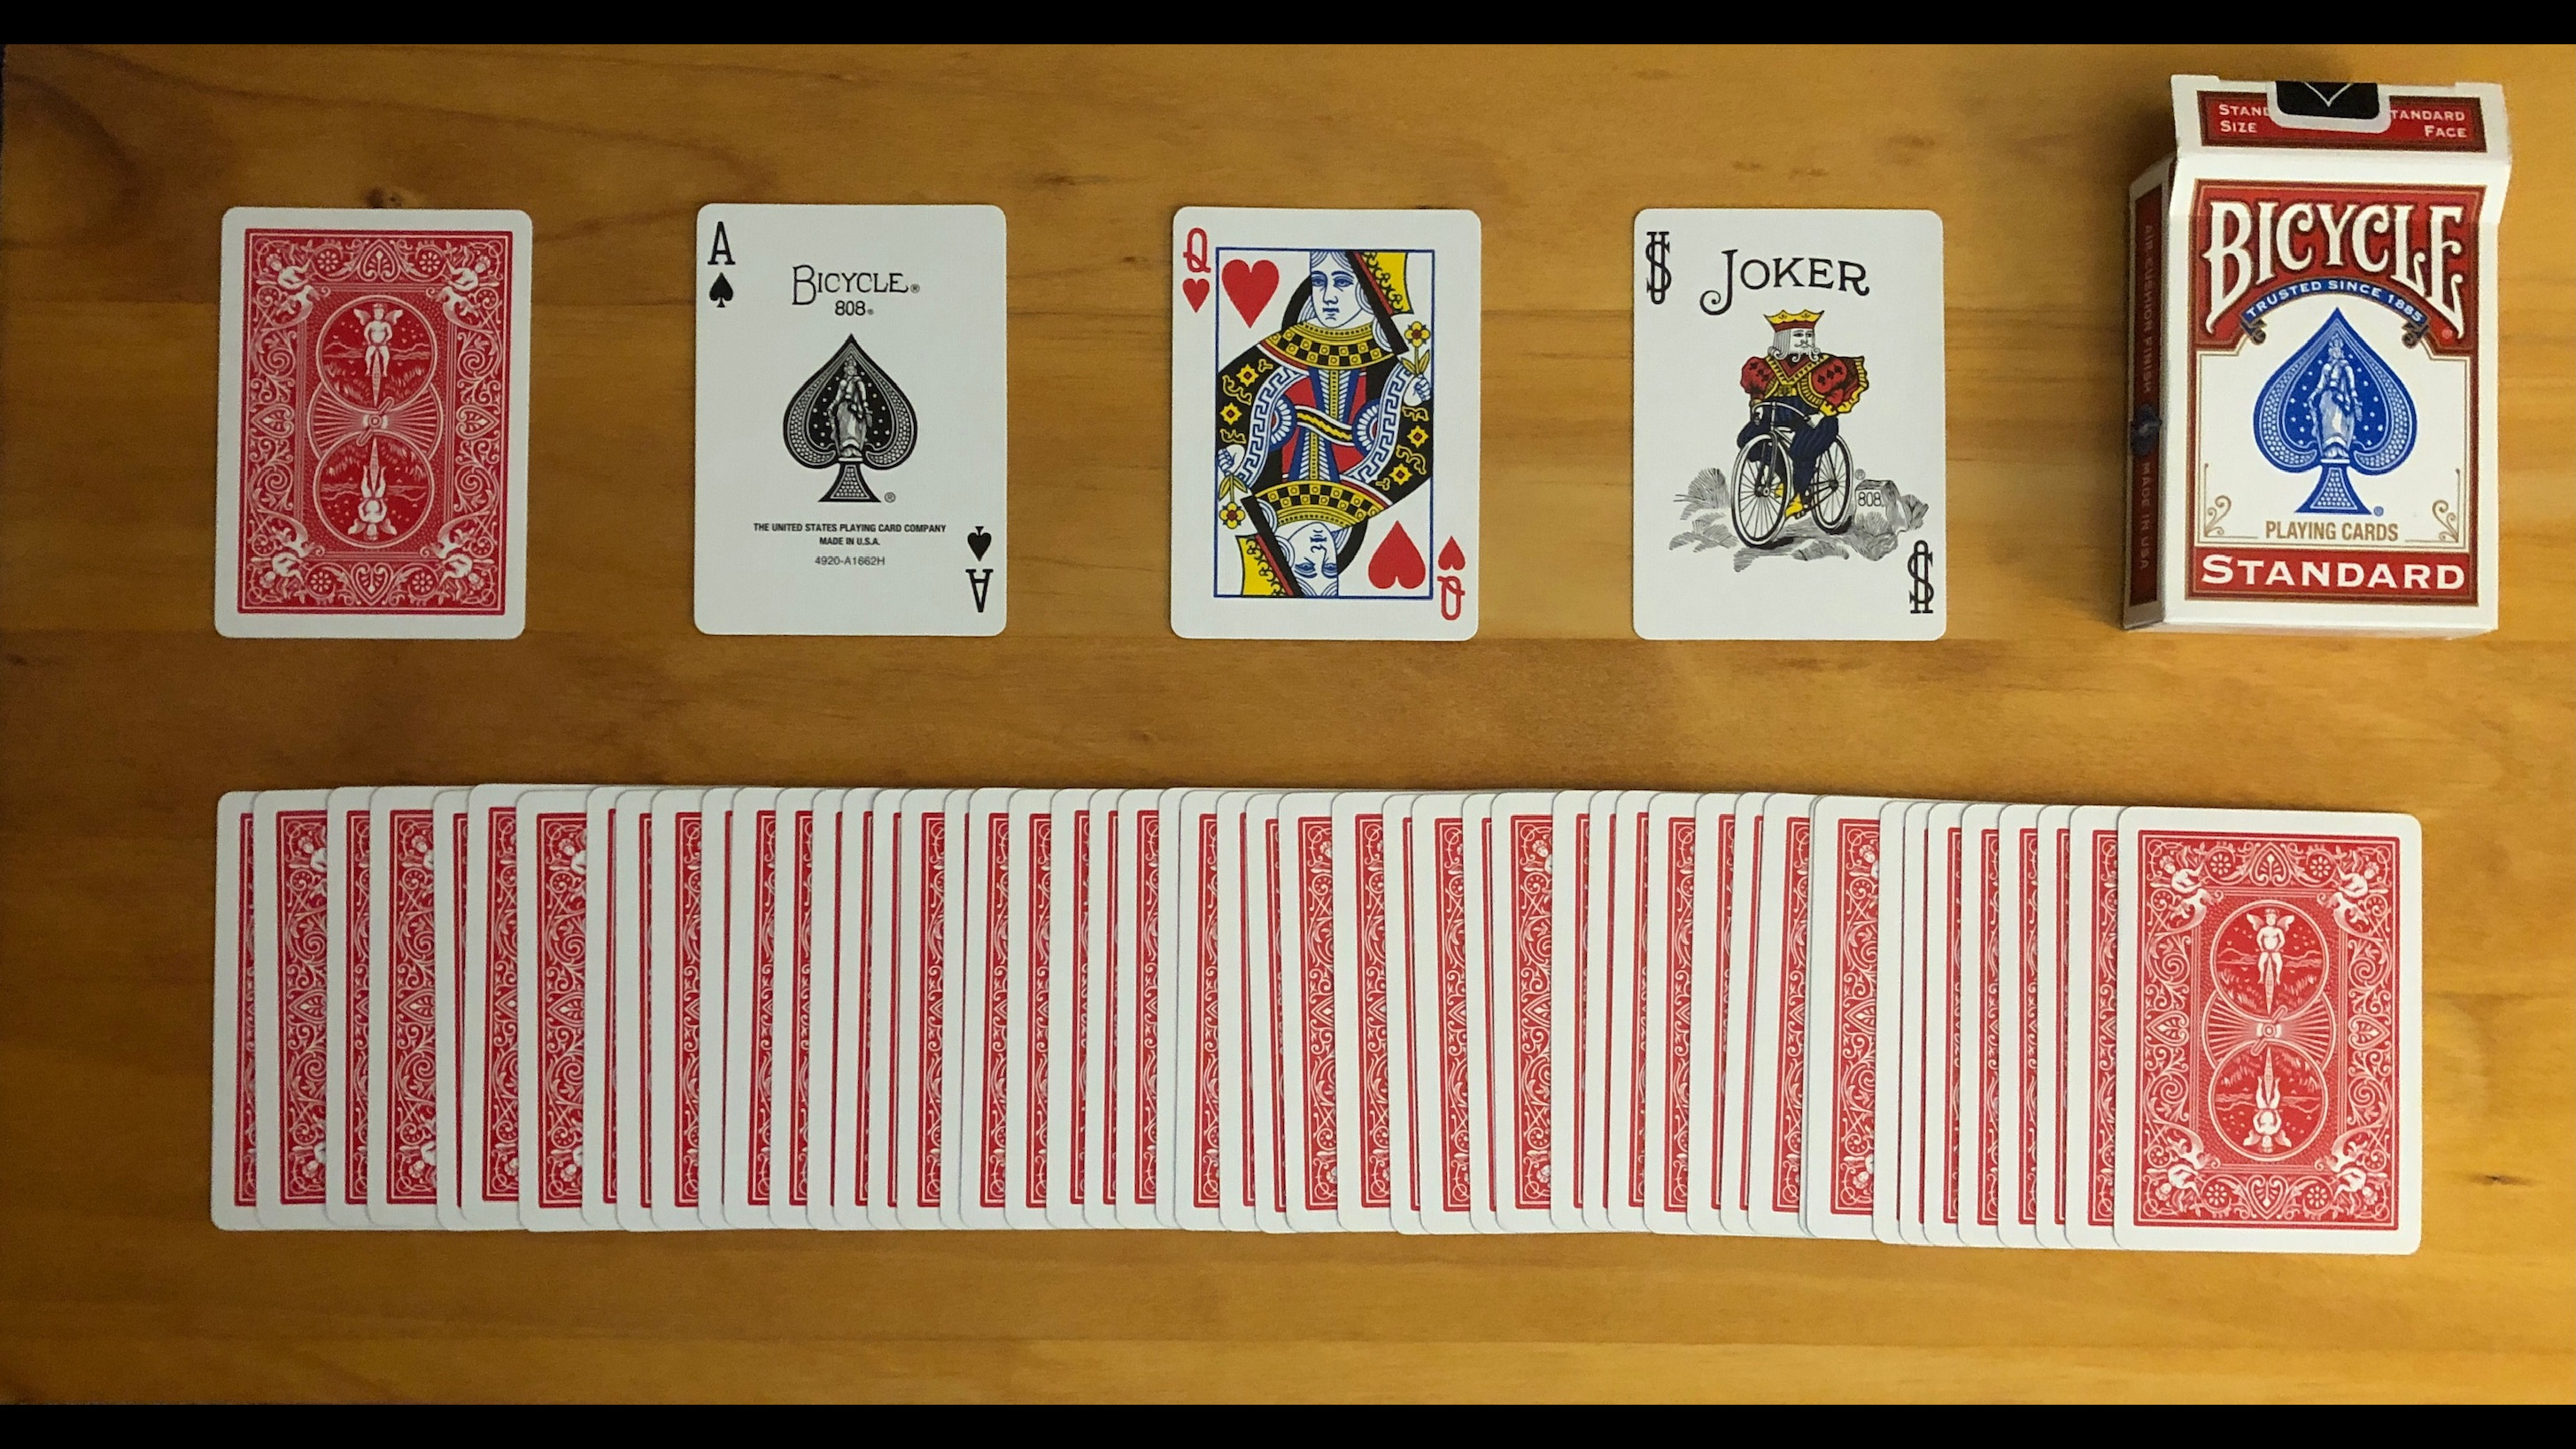 A
BICYCLE®
808®
®
THE UNITED STATES PLAYING CARD COMPANY
MADE IN U.S.A.
4920-A1662H
A
Q
Q
JOKER
®
808
STANDARD
FACE
SIZE
BICYCLE
TRUSTED SINCE 1885
®
PLAYING CARDS
STANDARD
AIR-CUSHION FINISH
MADE IN USA